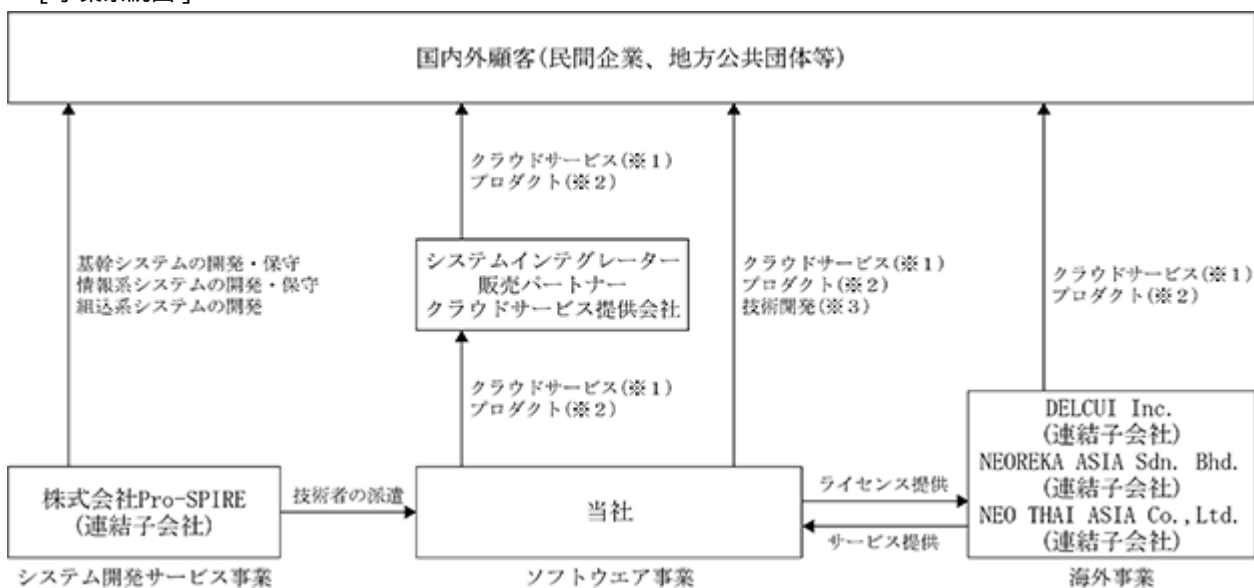 [事業系統図]
国内外顧客(民間企業、地方公共団体等)
クラウドサービス(※1)
プロダクト(※2)
基幹システムの開発・保守
情報系システムの開発・保守
組込系システムの開発
システムインテグレーター
販売パートナー
クラウドサービス提供会社
クラウドサービス(※1)
プロダクト(※2)
技術開発(※3)
クラウドサービス(※1)
プロダクト(※2)
クラウドサービス(※1)
プロダクト(※2)
株式会社Pro-SPIRE
(連結子会社)
技術者の派遣
当社
ライセンス提供
サービス提供
DELCUI Inc.
(連結子会社)
NEOREKA ASIA Sdn. Bhd.
(連結子会社)
NEO THAI ASIA Co.,Ltd.
(連結子会社)
システム開発サービス事業
ソフトウエア事業
海外事業